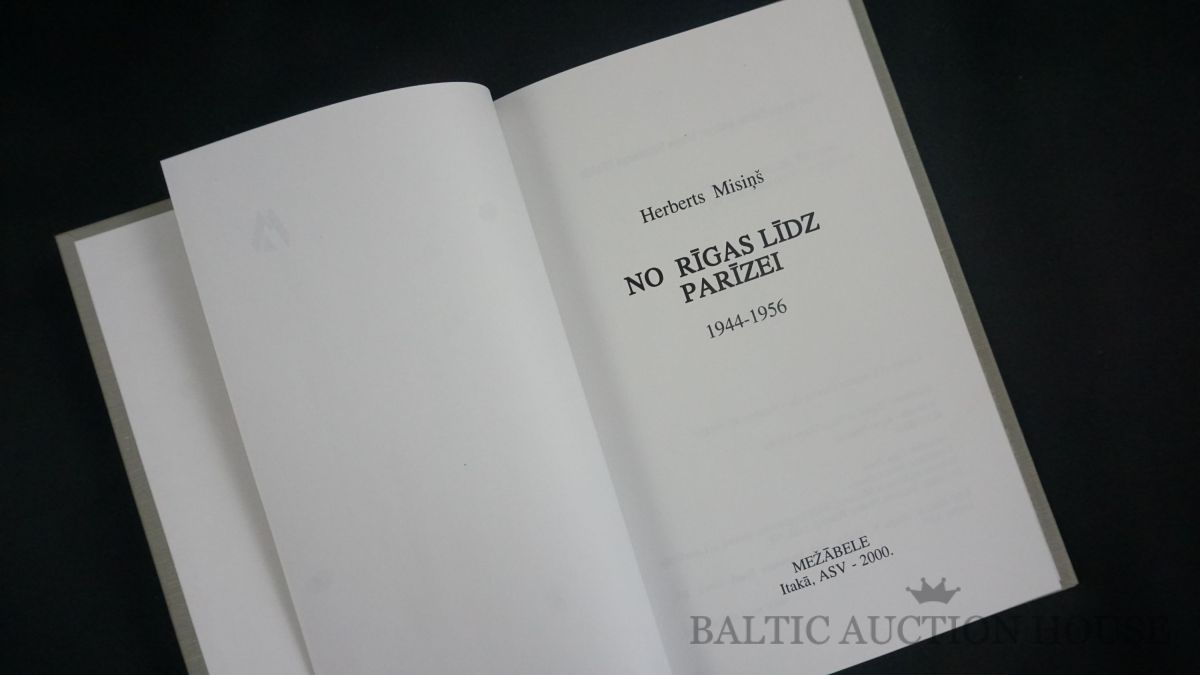 Herberts Misiņš
NO RĪGAS LĪDZ
PARĪZEI
1944-1956
MEŽĀBELE
Itakā, ASV - 2000.
BALTIC AUCTION HOUSE